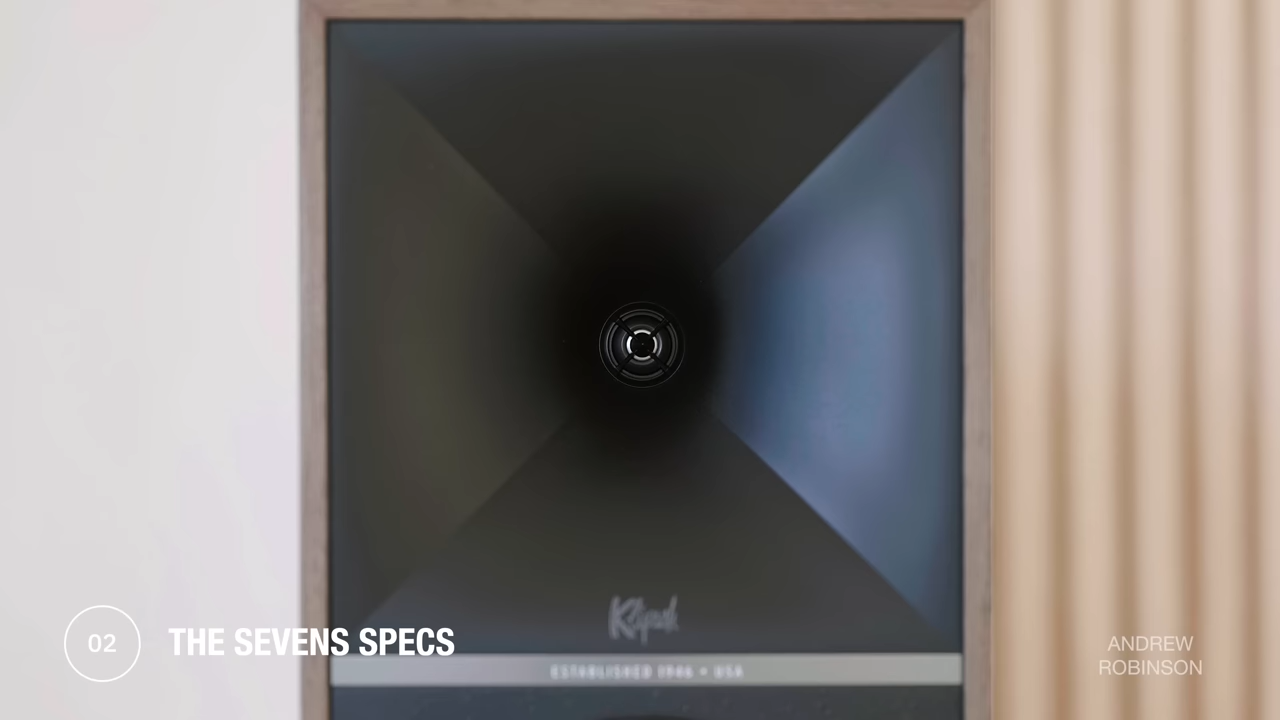 Klipsch
ESTABLISHED 1946 • USA
02
THE SEVENS SPECS
ANDREW
ROBINSON